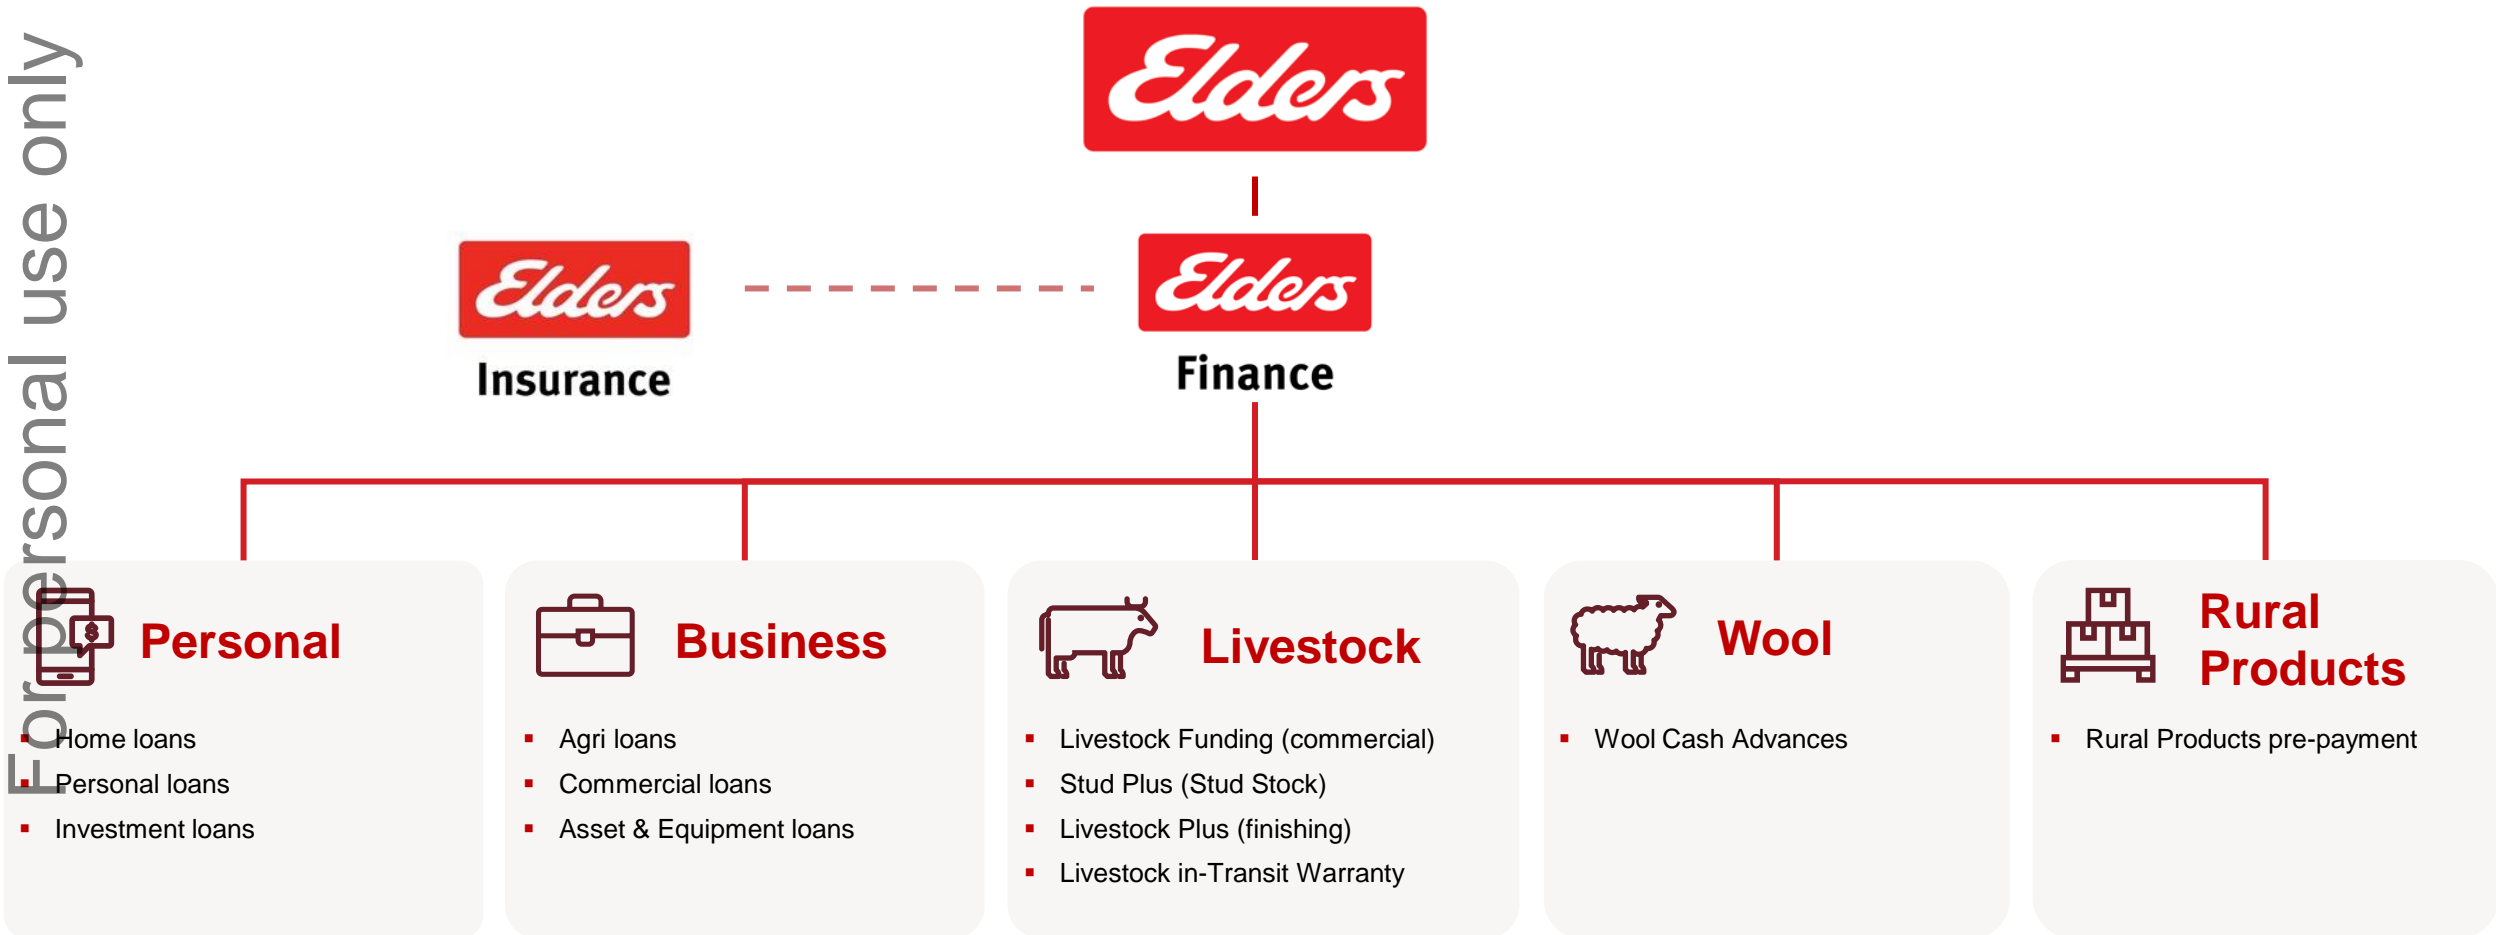 For personal use only
Elders
Elders
Insurance
Elders
Finance
Personal
Home loans
Personal loans
Investment loans
Business
Agri loans
Commercial loans
Asset & Equipment loans
Livestock
Livestock Funding (commercial)
Stud Plus (Stud Stock)
Livestock Plus (finishing)
Livestock in-Transit Warranty
Wool
Wool Cash Advances
Rural
Products
Rural Products pre-payment